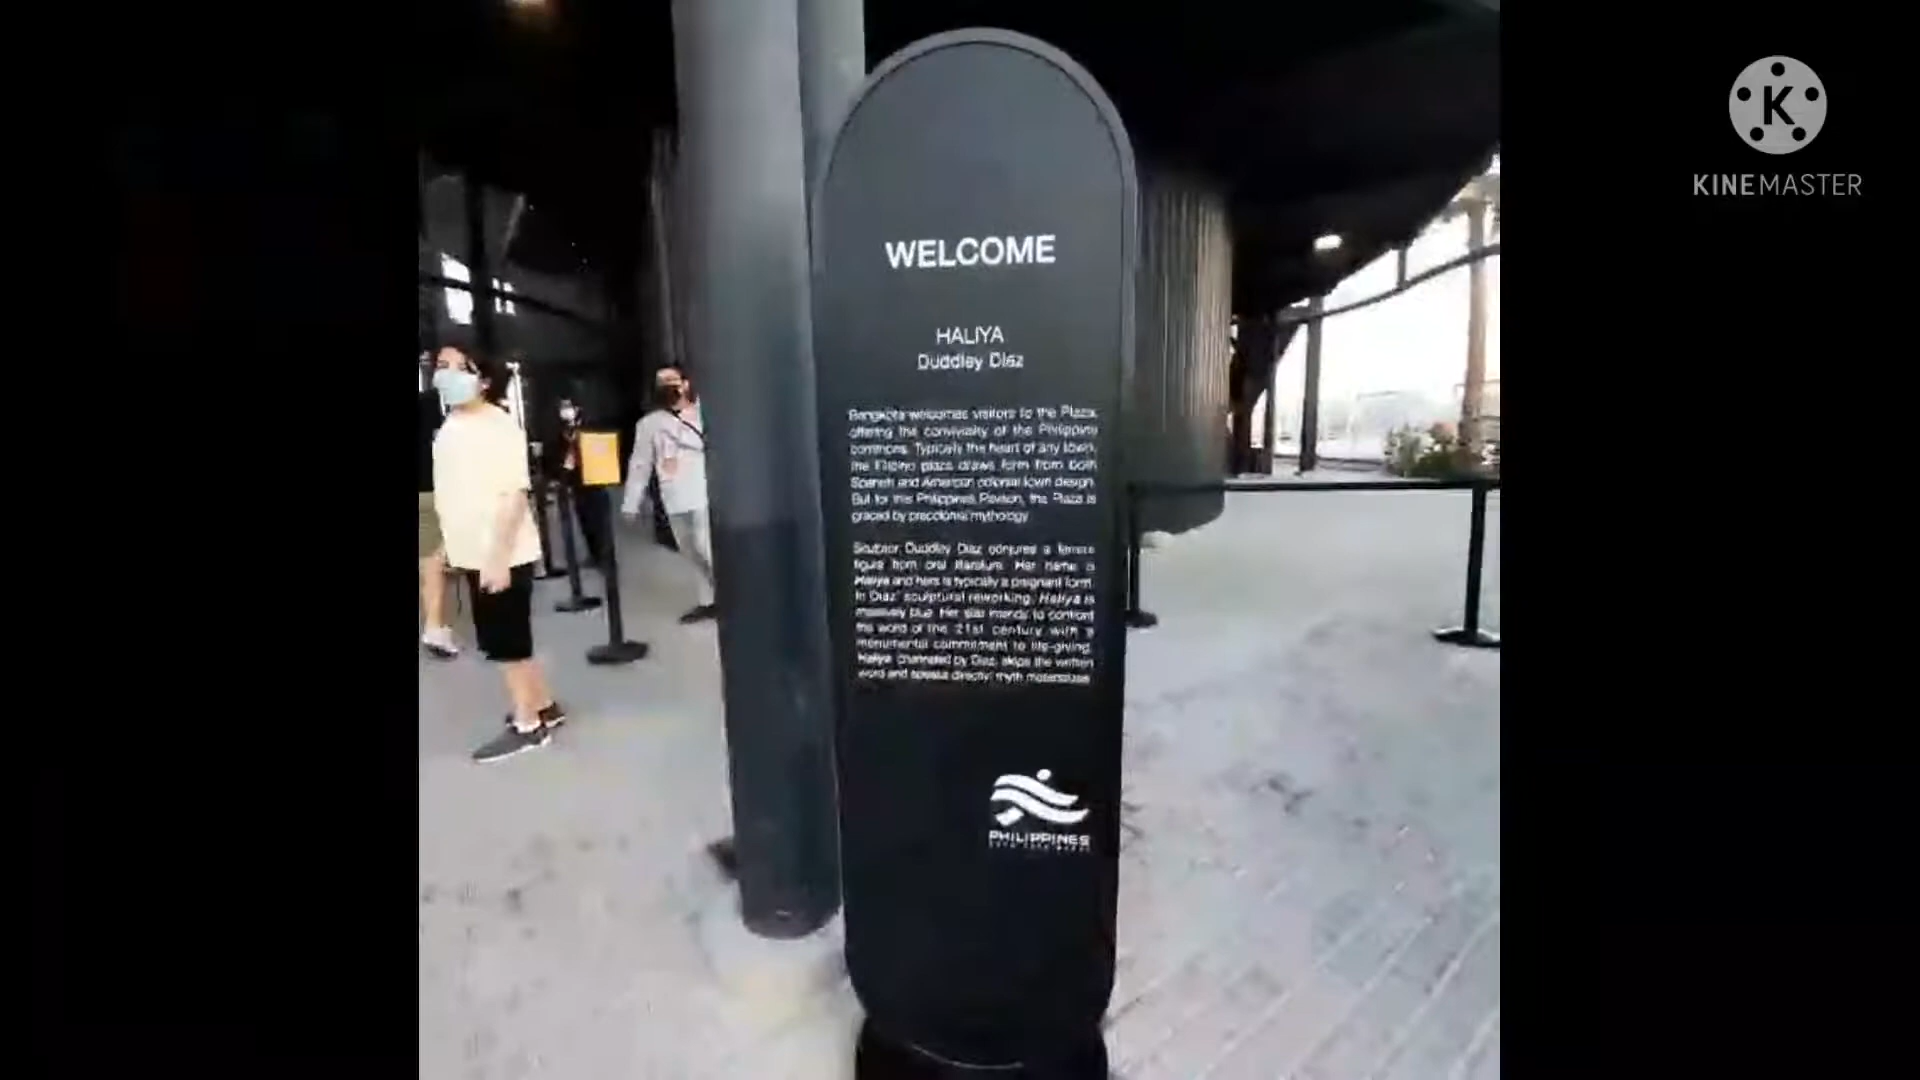 WELCOME
HALIYA
Duddley Diaz
Bangkota welcomes visitors to the Plaza,
offering the conviviality of the Philippine
commons. Typically the heart of any town,
the Filipino plaza draws form from both
Spanish and American colonial town design.
But for this Philippines Pavilion, the Plaza is
graced by precolonial mythology.
Sculptor Duddley Diaz conjures a female
figure from oral literature. Her name is
Haliya and hers is typically a pregnant form.
In Diaz' sculptural reworking, Haliya is
massively blue. Her size intends to confront
the world of the 21st century with a
monumental commitment to life-giving.
Haliya, channeled by Diaz, skips the written
word and speaks directly, myth
PHILIPPINES
K
KINEMASTER